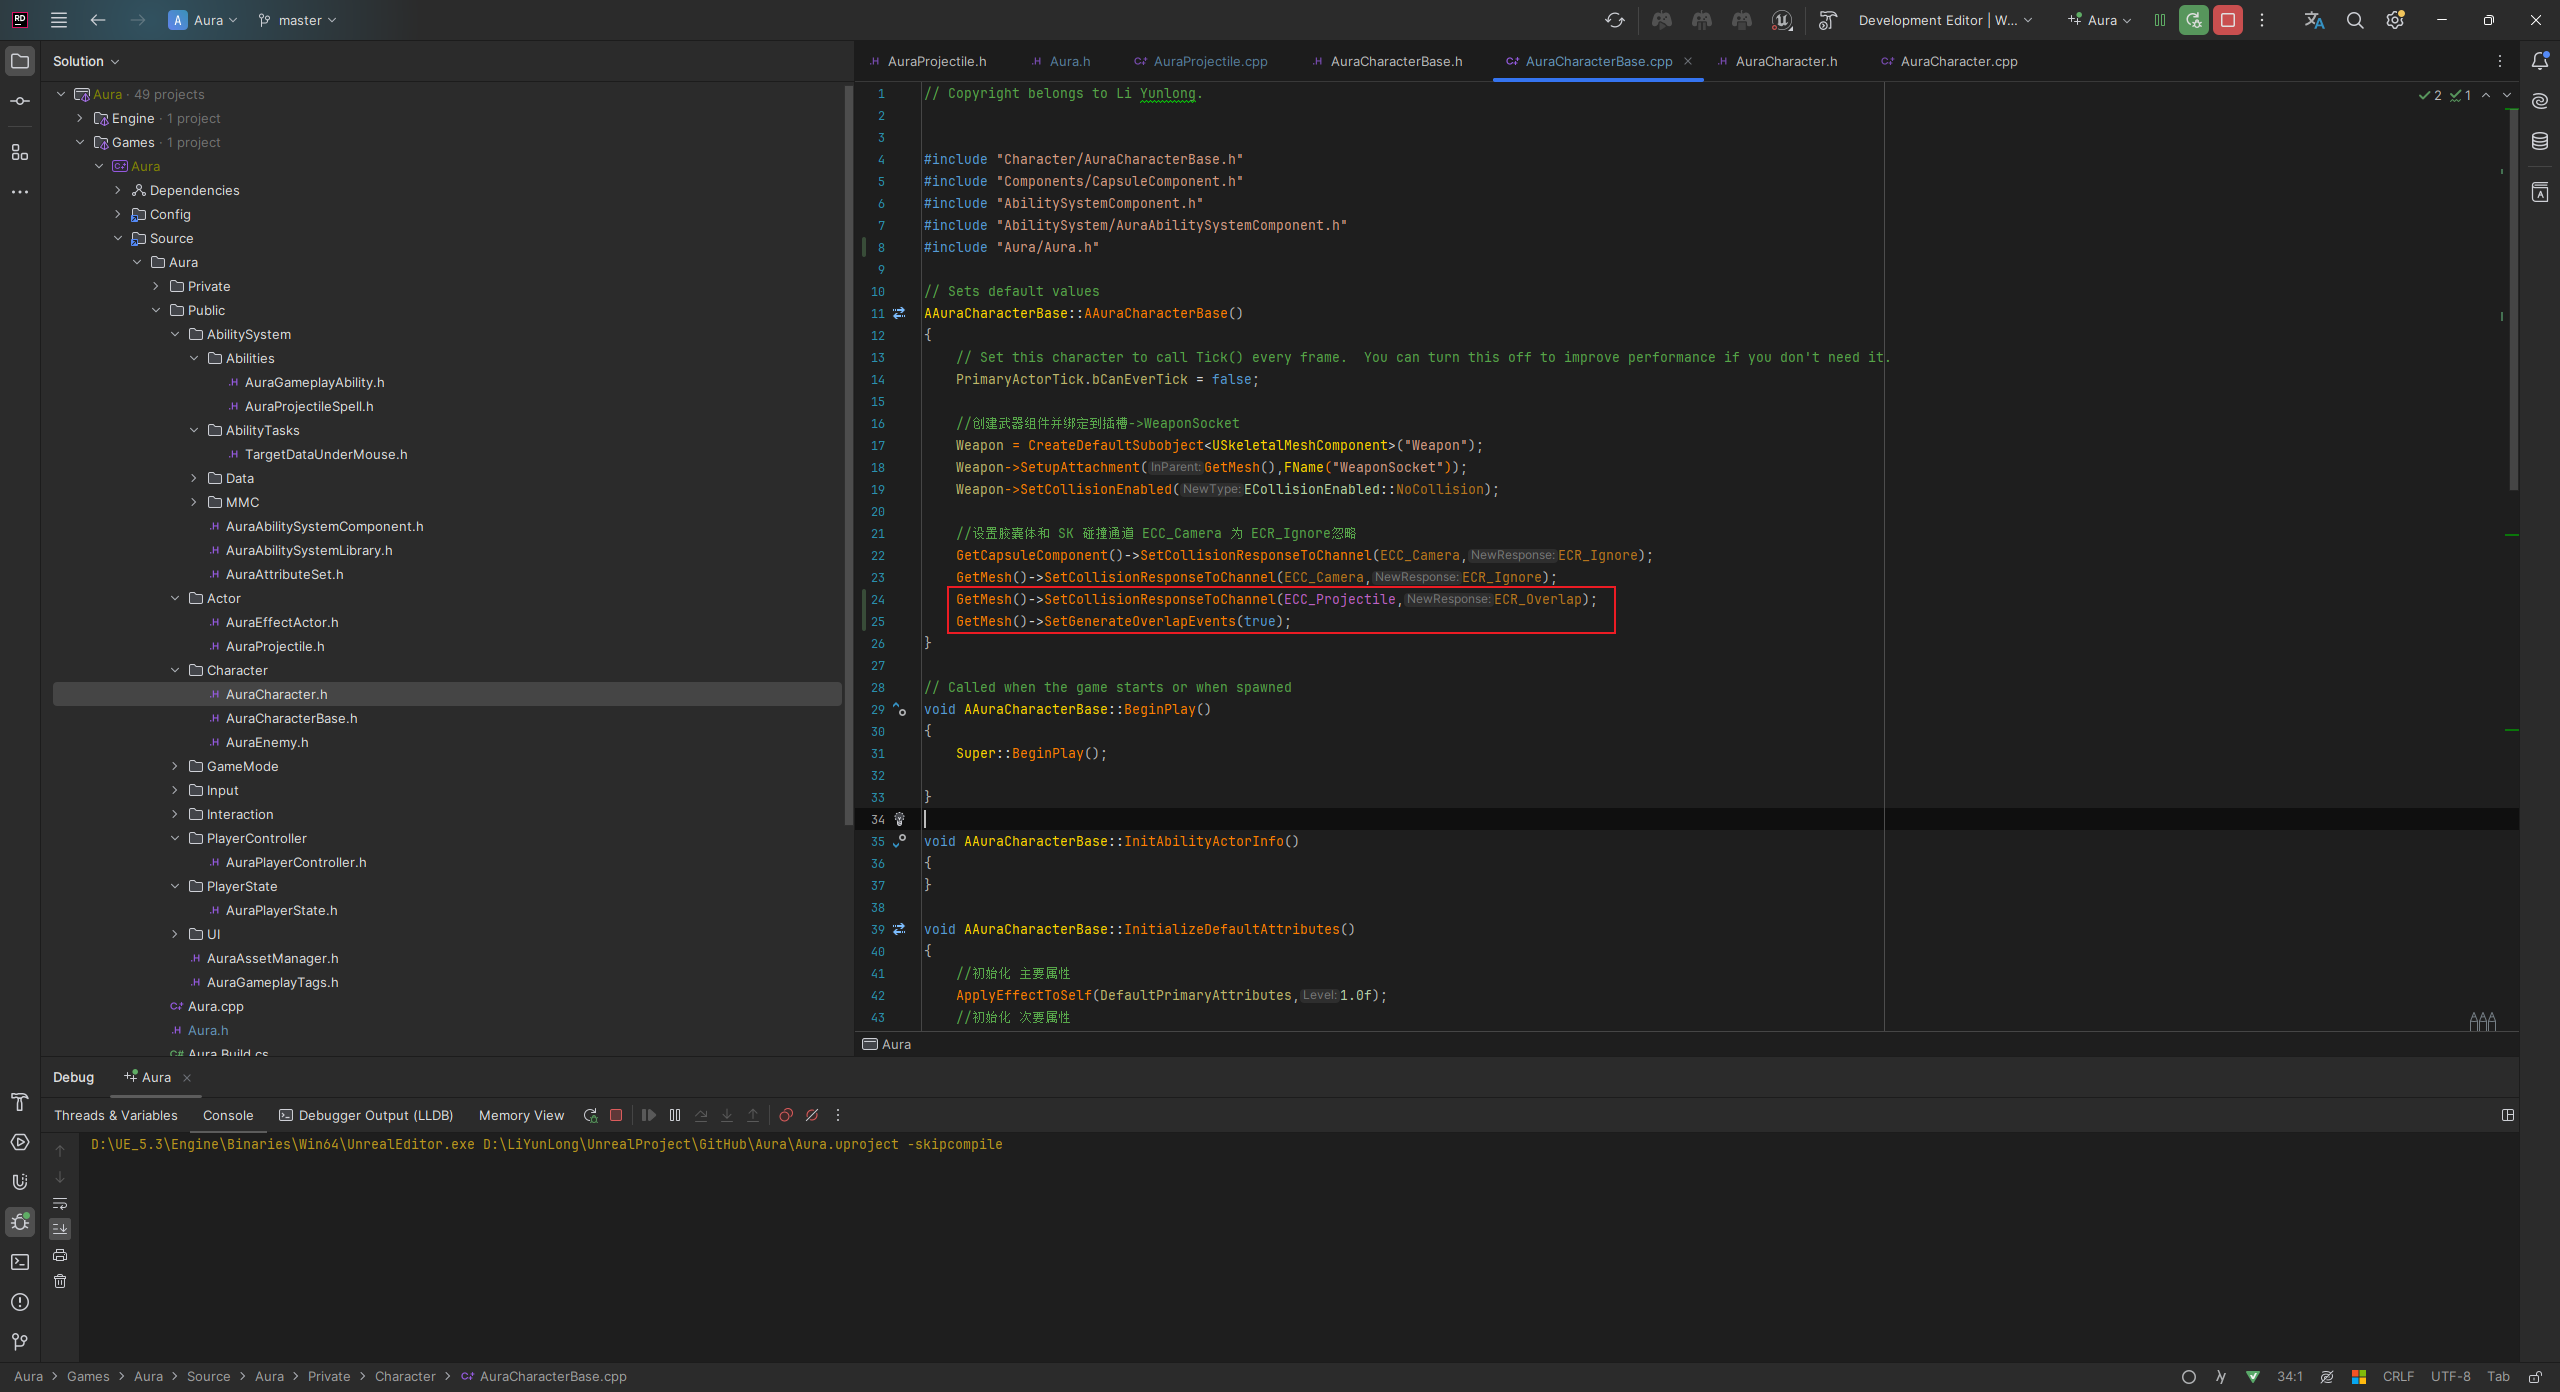 RD
A Aura master
Development Editor | W... Aura
Solution
Aura · 49 projects
Engine · 1 project
Games · 1 project
Aura
Dependencies
Config
Source
Aura
Private
Public
AbilitySystem
Abilities
AuraGameplayAbility.h
AuraProjectileSpell.h
AbilityTasks
TargetDataUnderMouse.h
Data
MMC
AuraAbilitySystemComponent.h
AuraAbilitySystemLibrary.h
AuraAttributeSet.h
Actor
AuraEffectActor.h
AuraProjectile.h
Character
AuraCharacter.h
AuraCharacterBase.h
AuraEnemy.h
GameMode
Input
Interaction
PlayerController
AuraPlayerController.h
PlayerState
AuraPlayerState.h
UI
AuraAssetManager.h
AuraGameplayTags.h
Aura.cpp
Aura.h
Aura.Build.cs
AuraProjectile.h Aura.h AuraProjectile.cpp AuraCharacterBase.h AuraCharacterBase.cpp AuraCharacter.h AuraCharacter.cpp
2 1
1 // Copyright belongs to Li Yunlong.
2
3
4 #include "Character/AuraCharacterBase.h"
5 #include "Components/CapsuleComponent.h"
6 #include "AbilitySystemComponent.h"
7 #include "AbilitySystem/AuraAbilitySystemComponent.h"
8 #include "Aura/Aura.h"
9
10 // Sets default values
11 AAuraCharacterBase::AAuraCharacterBase()
12 {
13 // Set this character to call Tick() every frame.  You can turn this off to improve performance if you don't need it.
14 PrimaryActorTick.bCanEverTick = false;
15
16 //创建武器组件并绑定到插槽->WeaponSocket
17 Weapon = CreateDefaultSubobject<USkeletalMeshComponent>("Weapon");
18 Weapon->SetupAttachment(InParent:GetMesh(),FName("WeaponSocket"));
19 Weapon->SetCollisionEnabled(NewType:ECollisionEnabled::NoCollision);
20
21 //设置胶囊体和 SK 碰撞通道 ECC_Camera 为 ECR_Ignore忽略
22 GetCapsuleComponent()->SetCollisionResponseToChannel(ECC_Camera,NewResponse:ECR_Ignore);
23 GetMesh()->SetCollisionResponseToChannel(ECC_Camera,NewResponse:ECR_Ignore);
24 GetMesh()->SetCollisionResponseToChannel(ECC_Projectile,NewResponse:ECR_Overlap);
25 GetMesh()->SetGenerateOverlapEvents(true);
26 }
27
28 // Called when the game starts or when spawned
29 void AAuraCharacterBase::BeginPlay()
30 {
31 Super::BeginPlay();
32
33 }
34
35 void AAuraCharacterBase::InitAbilityActorInfo()
36 {
37 }
38
39 void AAuraCharacterBase::InitializeDefaultAttributes()
40 {
41 //初始化 主要属性
42 ApplyEffectToSelf(DefaultPrimaryAttributes,Level:1.0f);
43 //初始化 次要属性
Aura
Debug Aura
Threads & Variables Console Debugger Output (LLDB) Memory View
D:\UE_5.3\Engine\Binaries\Win64\UnrealEditor.exe D:\LiYunLong\UnrealProject\GitHub\Aura\Aura.uproject -skipcompile
Aura > Games > Aura > Source > Aura > Private > Character > AuraCharacterBase.cpp
34:1 CRLF UTF-8 Tab